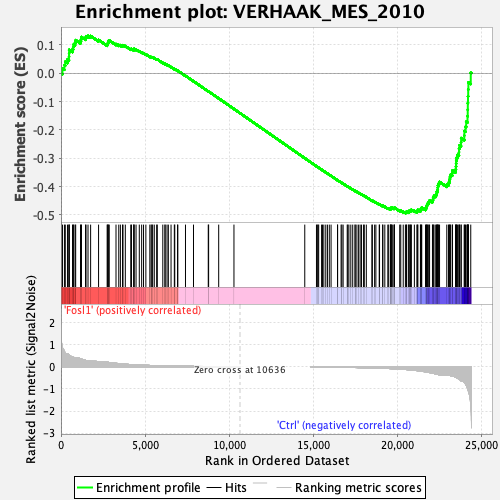 Enrichment plot: VERHAAK_MES_2010
Enrichment score (ES)
0.1
0.0
-0.1
-0.2
-0.3
-0.4
-0.5
'Fosl1' (positively correlated)
Ranked list metric (Signal2Noise)
2
1
0
-1
-2
-3
Zero cross at 10636
'Ctrl' (negatively correlated)
0
5,000
10,000
15,000
20,000
25,000
Rank in Ordered Dataset
Enrichment profile
Hits
Ranking metric scores